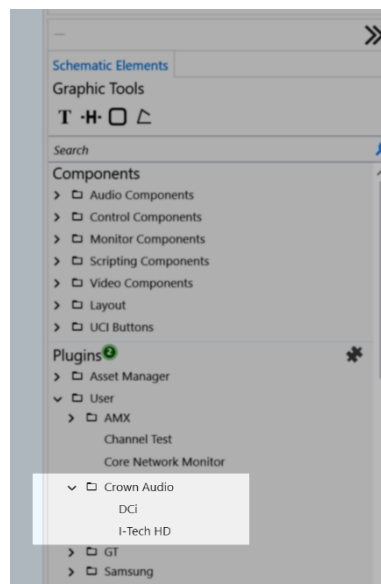 Schematic Elements
Graphic Tools
T ·H·
Search
Components
Audio Components
Control Components
Monitor Components
Scripting Components
Video Components
Layout
UCI Buttons
Plugins 2
Asset Manager
User
AMX
Channel Test
Core Network Monitor
Crown Audio
DCi
I-Tech HD
GT
Samsung